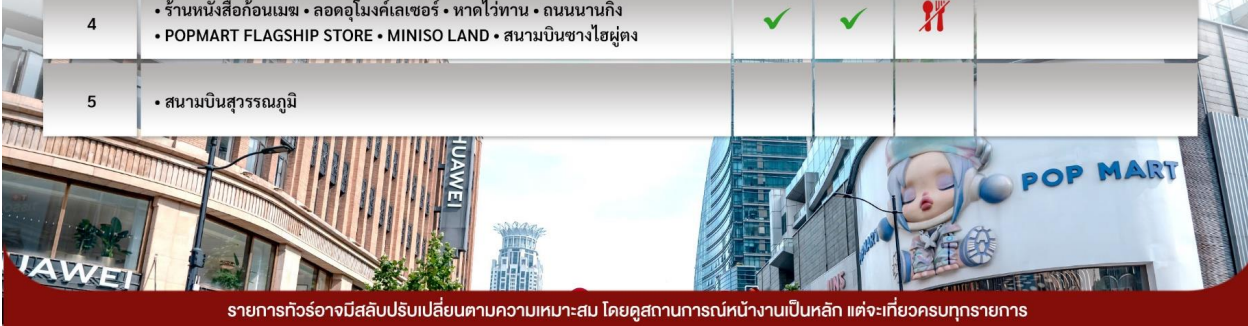 4
• ร้านหนังสือก้อนเมฆ • ลอดอุโมงค์เลเซอร์ • หาดไว่ทาน • ถนนนานกิง
• POPMART FLAGSHIP STORE • MINISO LAND • สนามบินซางไฮผู่ตง
5
• สนามบินสุวรรณภูมิ
HUAWEI
POP MART
HUAWEI
รายการทัวร์อาจมีสลับปรับเปลี่ยนตามความเหมาะสม โดยดูสถานการณ์หน้างานเป็นหลัก แต่จะเที่ยวครบทุกรายการ